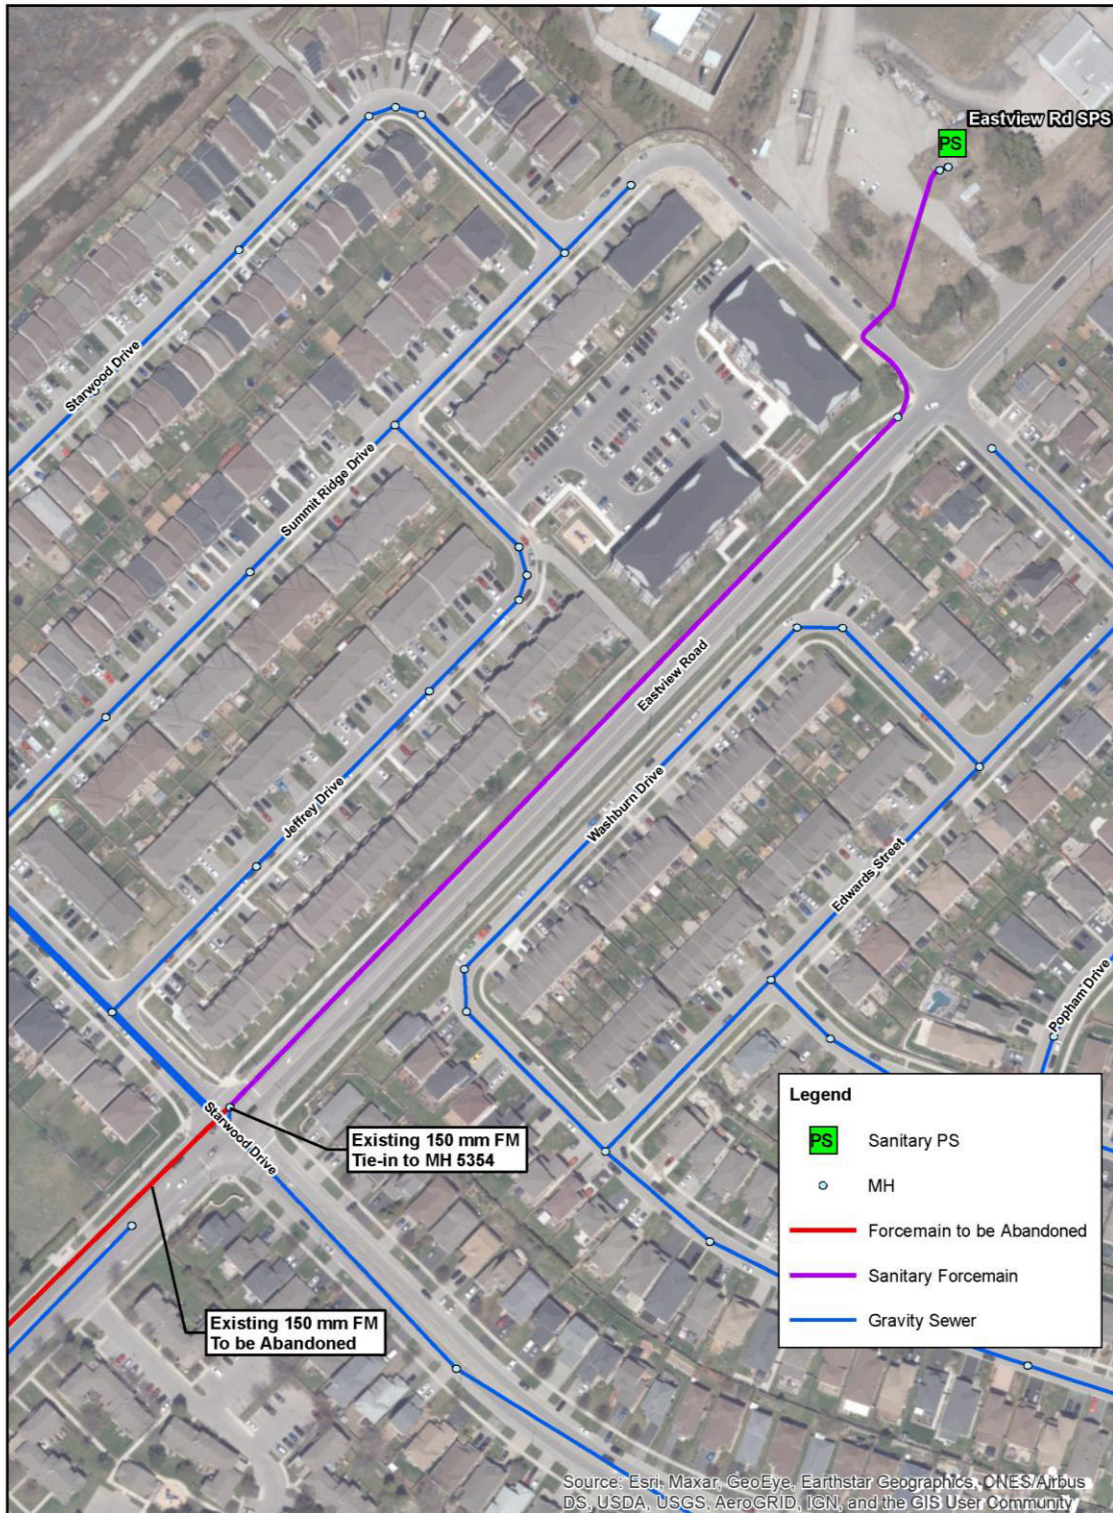 Eastview Rd SPS
PS
Starwood Drive
Summit Ridge Drive
Eastview Road
Jeffrey Drive
Washburn Drive
Edwards Street
Popham Drive
Starwood Drive
Existing 150 mm FM
Tie-in to MH 5354
Existing 150 mm FM
To be Abandoned
Legend
PS Sanitary PS
MH
Forcemain to be Abandoned
Sanitary Forcemain
Gravity Sewer
Source: Esri, Maxar, GeoEye, Earthstar Geographics, CNES/Airbus
DS, USDA, USGS, AeroGRID, IGN, and the GIS User Community